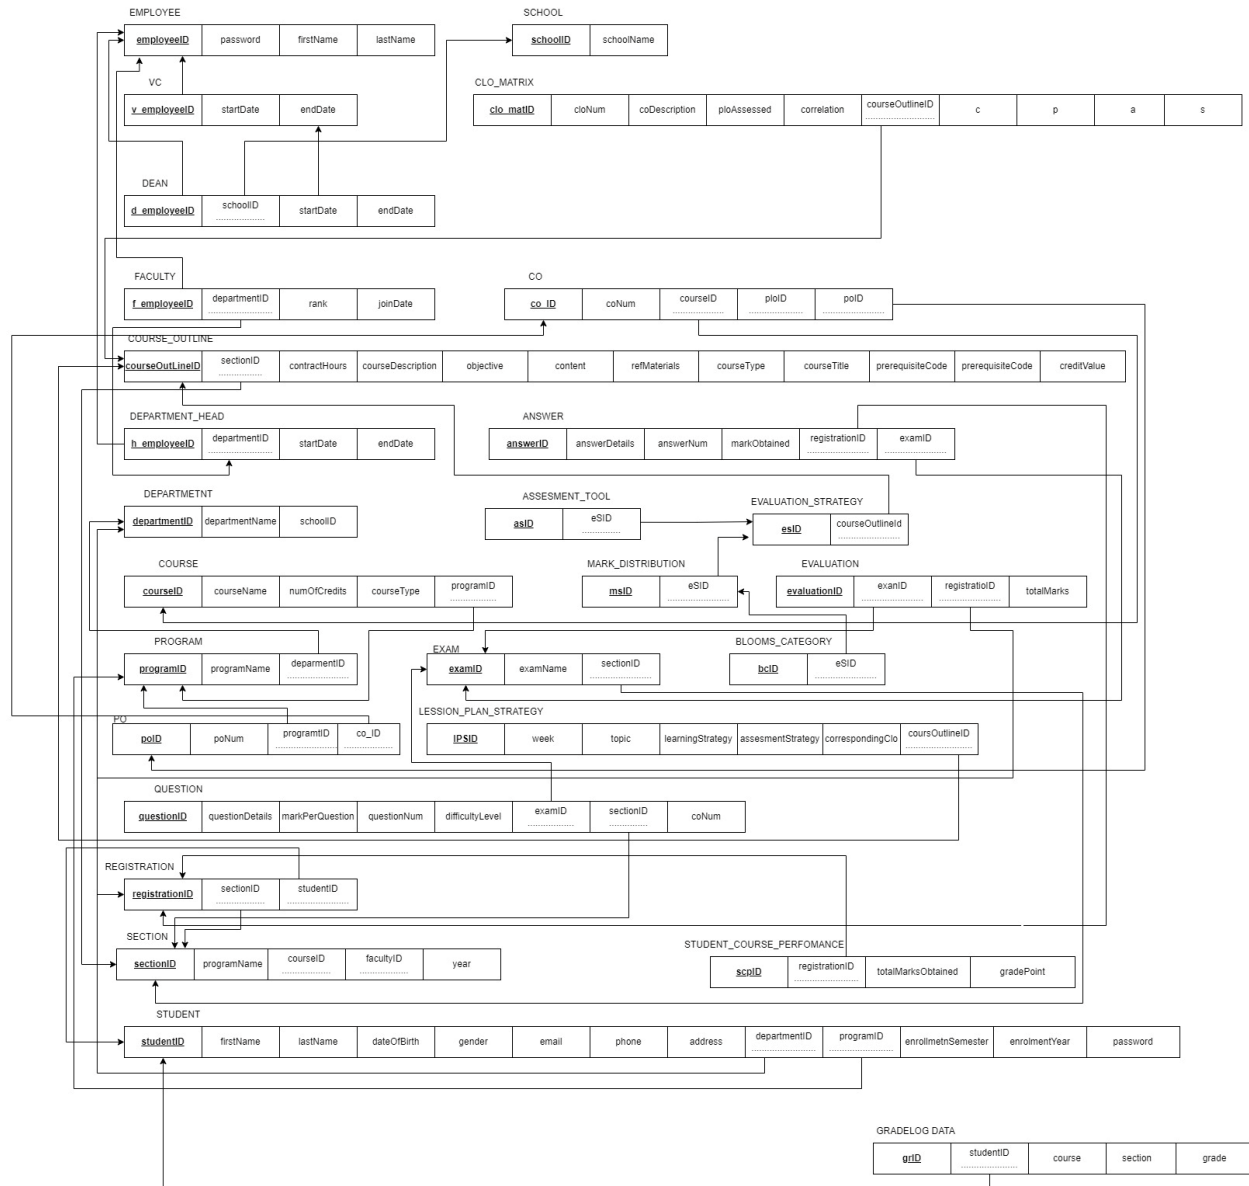 EMPLOYEE
employeeID password firstName lastName
SCHOOL
schoolID schoolName
VC
v_employeeID startDate endDate
CLO_MATRIX
clo_matID cloNum coDescription ploAssessed correlation courseOutlineID c p a s
DEAN
d_employeeID schoolID startDate endDate
FACULTY
f_employeeID departmentID rank joinDate
CO
co_ID coNum courseID ploID poID
COURSE_OUTLINE
courseOutLineID sectionID contractHours courseDescription objective content refMaterials courseType courseTitle prerequisiteCode prerequisiteCode creditValue
DEPARTMENT_HEAD
h_employeeID departmentID startDate endDate
ANSWER
answerID answerDetails answerNum markObtained registrationID examID
DEPARTMETNT
departmentID departmentName schoolID
ASSESMENT_TOOL
asID eSID
EVALUATION_STRATEGY
esID courseOutlineId
COURSE
courseID courseName numOfCredits courseType programID
MARK_DISTRIBUTION
msID eSID
EVALUATION
evaluationID exanID registratioID totalMarks
PROGRAM
programID programName deparmentID
EXAM
examID examName sectionID
BLOOMS_CATEGORY
bcID eSID
PO
poID poNum programtID co_ID
LESSION_PLAN_STRATEGY
lPSID week topic learningStrategy assesmentStrategy correspondingClo coursOutlineID
QUESTION
questionID questionDetails markPerQuestion questionNum difficultyLevel examID sectionID coNum
REGISTRATION
registrationID sectionID studentID
SECTION
sectionID programName courseID facultyID year
STUDENT_COURSE_PERFOMANCE
scpID registrationID totalMarksObtained gradePoint
STUDENT
studentID firstName lastName dateOfBirth gender email phone address departmentID programID enrollmetnSemester enrolmentYear password
GRADELOG DATA
grID studentID course section grade